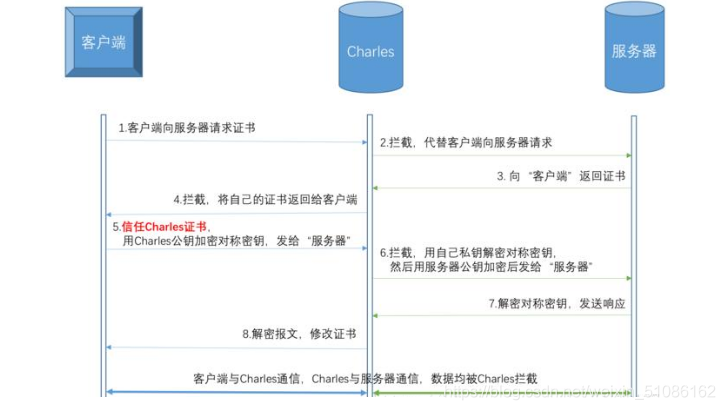 客户端
Charles
服务器
1.客户端向服务器请求证书
2.拦截，代替客户端向服务器请求
3. 向“客户端”返回证书
4.拦截，将自己的证书返回给客户端
5.信任Charles证书，
用Charles公钥加密对称密钥，发给“服务器”
6.拦截，用自己私钥解密对称密钥，
然后用服务器公钥加密后发给“服务器”
7.解密对称密钥，发送响应
8.解密报文，修改证书
客户端与Charles通信，Charles与服务器通信，数据均被Charles拦截
https://blog.csdn.net/weixin_51086162